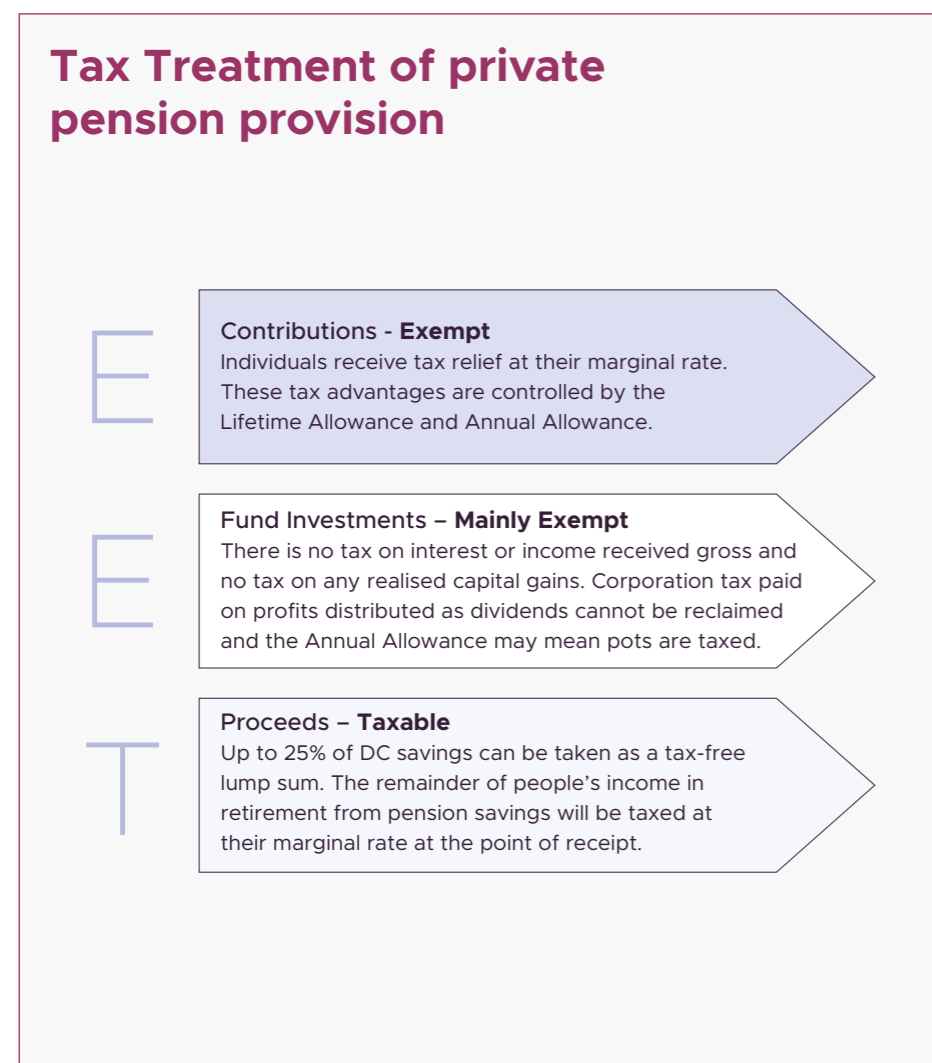 Tax Treatment of private
pension provision
E
Contributions - Exempt
Individuals receive tax relief at their marginal rate.
These tax advantages are controlled by the
Lifetime Allowance and Annual Allowance.
E
Fund Investments – Mainly Exempt
There is no tax on interest or income received gross and
no tax on any realised capital gains. Corporation tax paid
on profits distributed as dividends cannot be reclaimed
and the Annual Allowance may mean pots are taxed.
T
Proceeds – Taxable
Up to 25% of DC savings can be taken as a tax-free
lump sum. The remainder of people’s income in
retirement from pension savings will be taxed at
their marginal rate at the point of receipt.